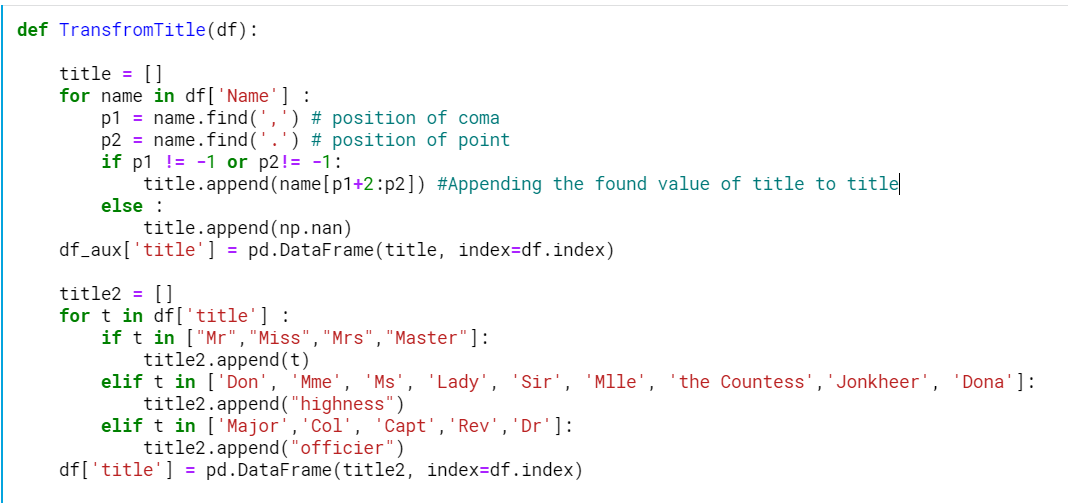 def TransfromTitle(df):
    title = []
    for name in df['Name'] :
        p1 = name.find(',') # position of coma
        p2 = name.find('.') # position of point
        if p1 != -1 or p2!= -1:
            title.append(name[p1+2:p2]) #Appending the found value of title to title
        else :
            title.append(np.nan)
    df_aux['title'] = pd.DataFrame(title, index=df.index)
    title2 = []
    for t in df['title'] :
        if t in ["Mr","Miss","Mrs","Master"]:
            title2.append(t)
        elif t in ['Don', 'Mme', 'Ms', 'Lady', 'Sir', 'Mlle', 'the Countess','Jonkheer', 'Dona']:
            title2.append("highness")
        elif t in ['Major','Col', 'Capt','Rev','Dr']:
            title2.append("officier")
    df['title'] = pd.DataFrame(title2, index=df.index)